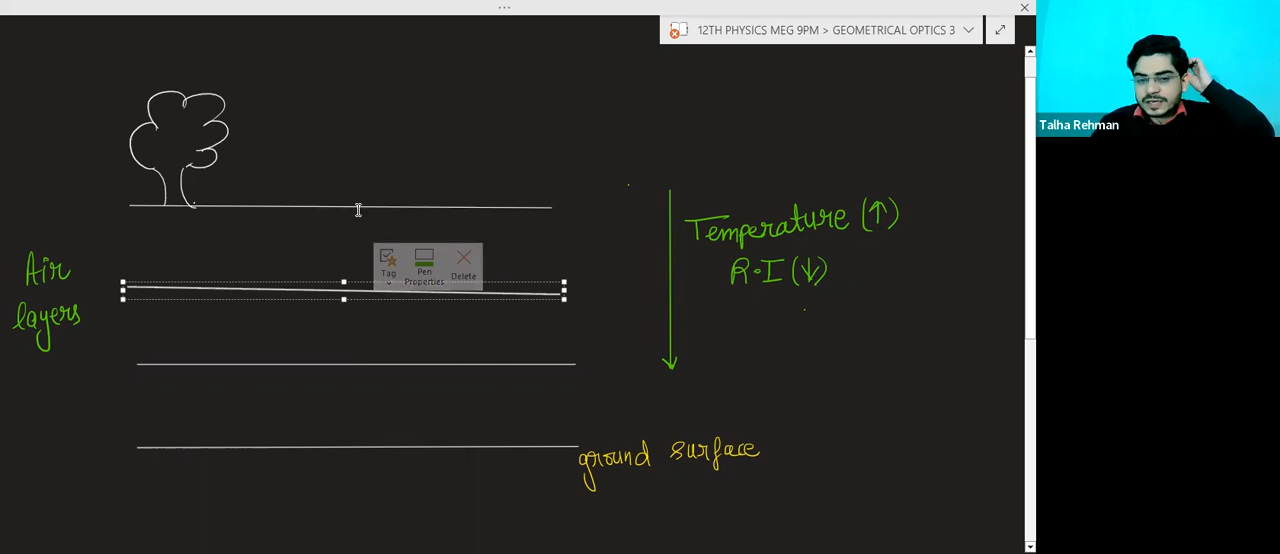 12TH PHYSICS MEG 9PM > GEOMETRICAL OPTICS 3
Talha Rehman
Temperature (↑)
R.I (↓)
Air
layers
Tag
Pen
Properties
Delete
ground surface